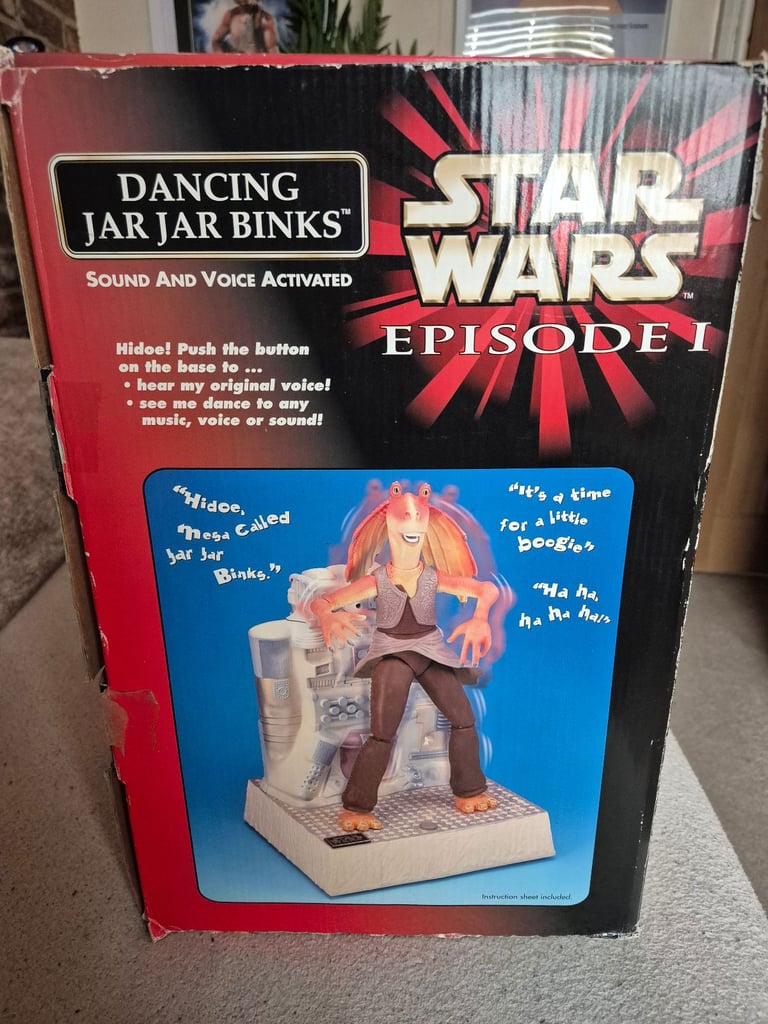 DANCING
JAR JAR BINKS™
SOUND AND VOICE ACTIVATED
STAR
WARS™
EPISODE I
Hidoe! Push the button
on the base to ...
• hear my original voice!
• see me dance to any
music, voice or sound!
"Hidoe,
Mesa Called
Jar Jar
Binks."
"It's a time
for a little
boogie"
"Ha ha,
ha ha ha!"
Instruction sheet included.